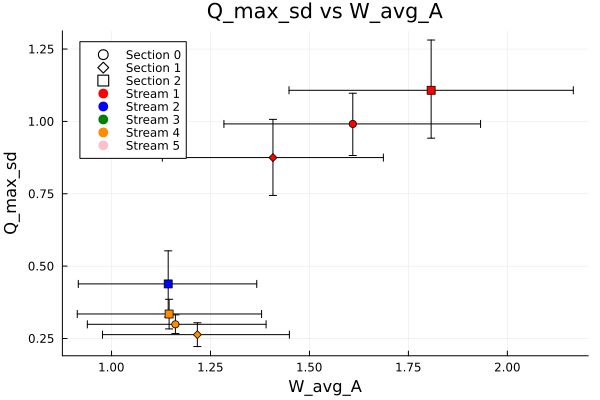 Q_max_sd vs W_avg_A
Q_max_sd
1.25
1.00
0.75
0.50
0.25
Section 0
Section 1
Section 2
Stream 1
Stream 2
Stream 3
Stream 4
Stream 5
1.00
1.25
1.50
1.75
2.00
W_avg_A